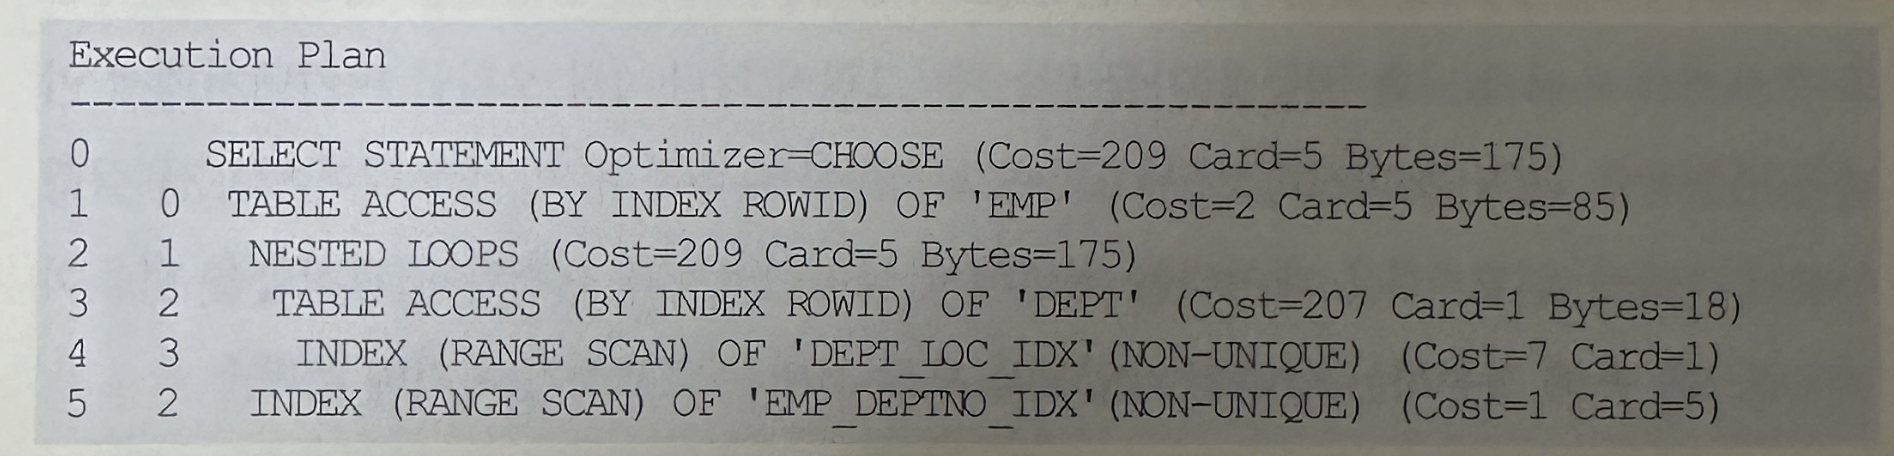 Execution Plan
---------------------------------------------------------
0 SELECT STATEMENT Optimizer=CHOOSE (Cost=209 Card=5 Bytes=175)
1 0 TABLE ACCESS (BY INDEX ROWID) OF 'EMP' (Cost=2 Card=5 Bytes=85)
2 1 NESTED LOOPS (Cost=209 Card=5 Bytes=175)
3 2 TABLE ACCESS (BY INDEX ROWID) OF 'DEPT' (Cost=207 Card=1 Bytes=18)
4 3 INDEX (RANGE SCAN) OF 'DEPT_LOC_IDX'(NON-UNIQUE) (Cost=7 Card=1)
5 2 INDEX (RANGE SCAN) OF 'EMP_DEPTNO_IDX'(NON-UNIQUE) (Cost=1 Card=5)